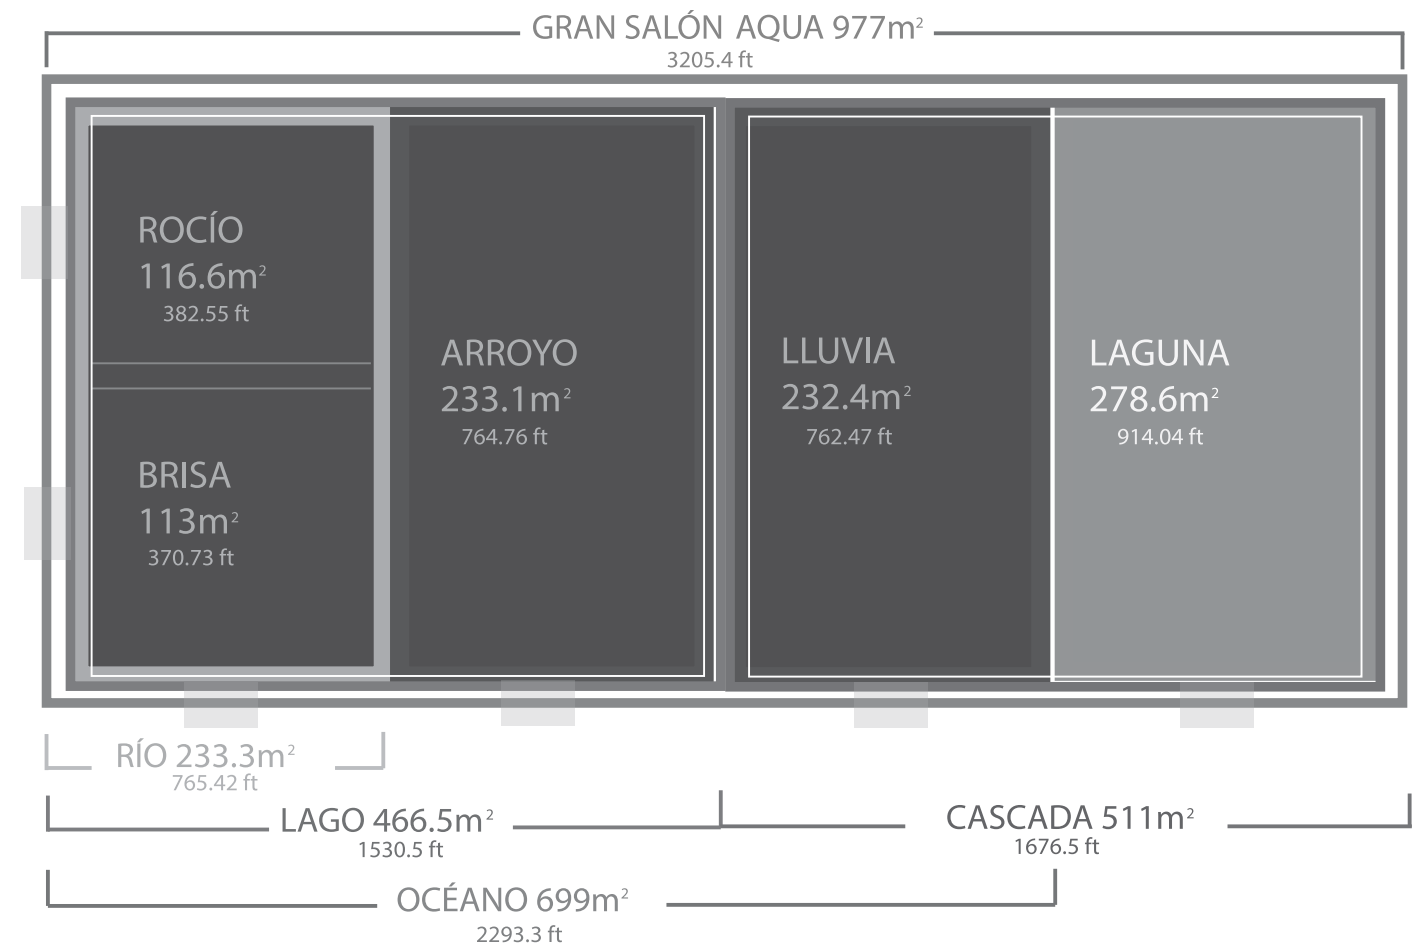 GRAN SALÓN AQUA 977m²
3205.4 ft
ROCÍO
116.6m²
382.55 ft
BRISA
113m²
370.73 ft
ARROYO
233.1m²
764.76 ft
LLUVIA
232.4m²
762.47 ft
LAGUNA
278.6m²
914.04 ft
RÍO 233.3m²
765.42 ft
LAGO 466.5m²
1530.5 ft
CASCADA 511m²
1676.5 ft
OCÉANO 699m²
2293.3 ft